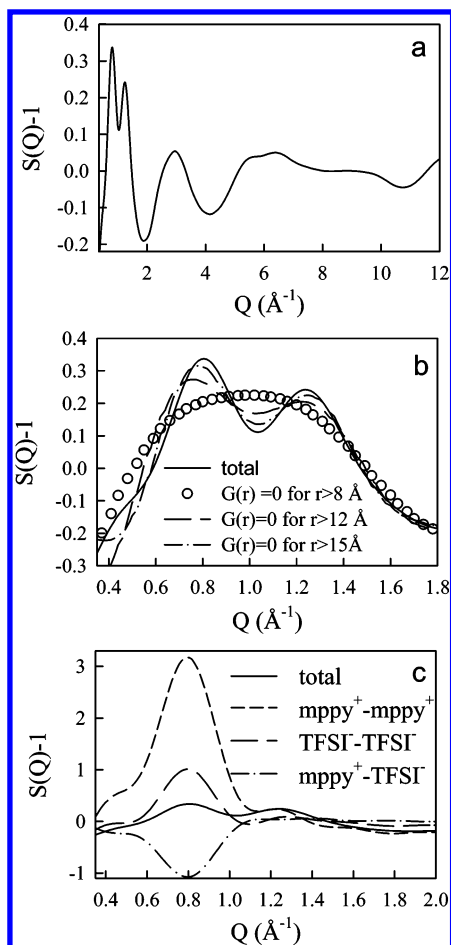 a
S(Q)-1
0.4
0.3
0.2
0.1
0.0
-0.1
-0.2
2 4 6 8 10 12
Q (Å⁻¹)
b
S(Q)-1
0.4
0.3
0.2
0.1
0.0
-0.1
-0.2
-0.3
total
G(r) =0 for r>8 Å
G(r)=0 for r>12 Å
G(r)=0 for r>15Å
0.4 0.6 0.8 1.0 1.2 1.4 1.6 1.8
Q (Å⁻¹)
c
S(Q)-1
3
2
1
0
-1
total
mppy⁺-mppy⁺
TFSI⁻-TFSI⁻
mppy⁺-TFSI⁻
0.4 0.6 0.8 1.0 1.2 1.4 1.6 1.8 2.0
Q (Å⁻¹)